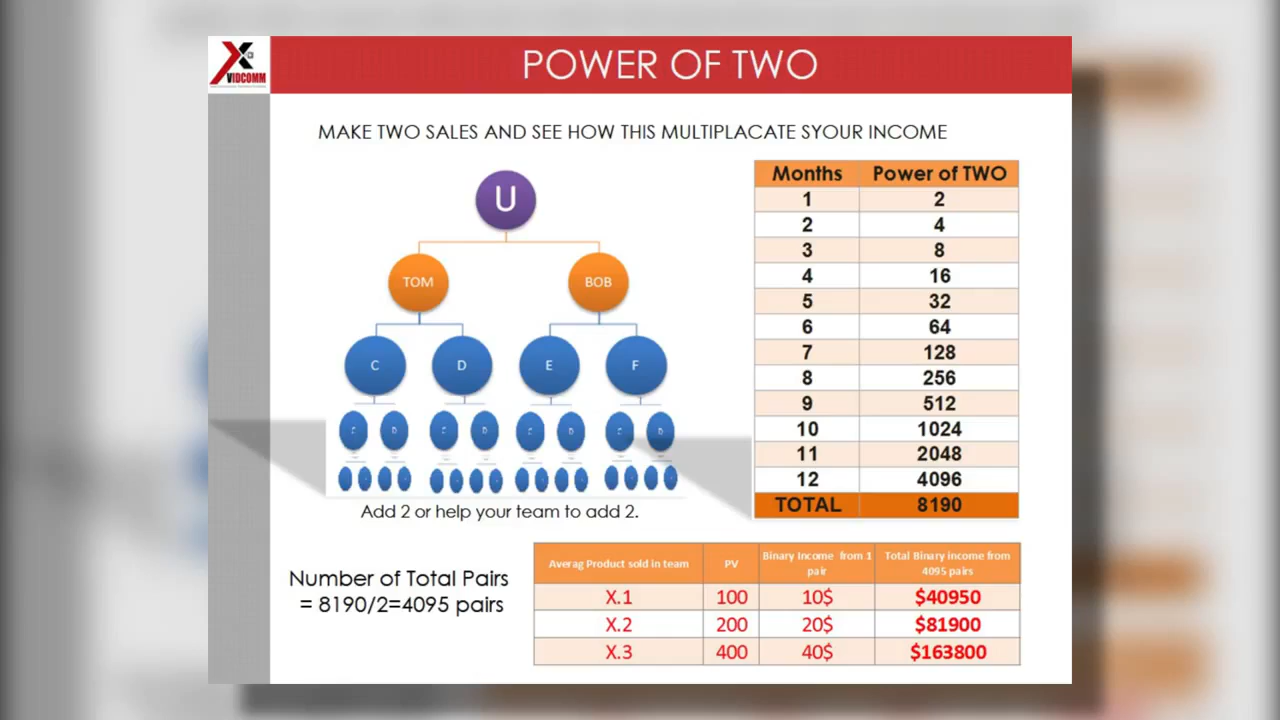 VIDCOMM
POWER OF TWO
MAKE TWO SALES AND SEE HOW THIS MULTIPLACATE SYOUR INCOME
U
TOM BOB
C D E F
Add 2 or help your team to add 2.
Months Power of TWO
1 2
2 4
3 8
4 16
5 32
6 64
7 128
8 256
9 512
10 1024
11 2048
12 4096
TOTAL 8190
Number of Total Pairs
= 8190/2=4095 pairs
Averag Product sold in team PV Binary Income from 1 pair Total Binary income from 4095 pairs
X.1 100 10$ $40950
X.2 200 20$ $81900
X.3 400 40$ $163800